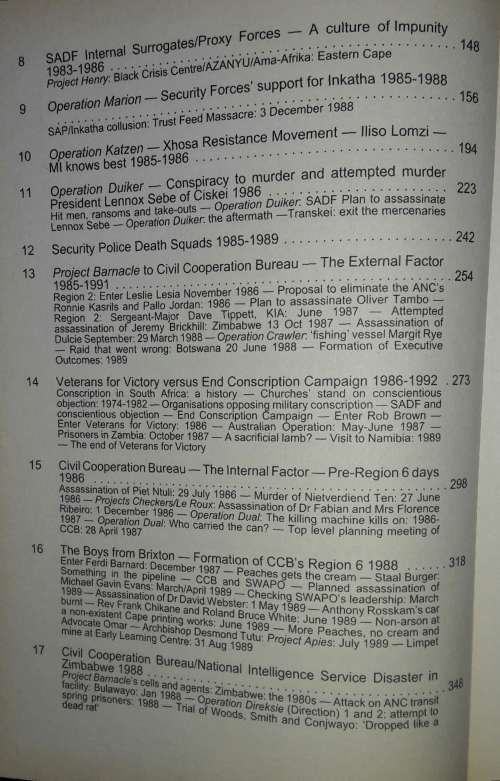 8 SADF Internal Surrogates/Proxy Forces — A culture of Impunity
1983-1986 . . . . . . . . . . . . . . . . . . . . . . . . . . . . . . . . . . . . . . 148
Project Henry: Black Crisis Centre/AZANYU/Ama-Afrika: Eastern Cape
9 Operation Marion — Security Forces' support for Inkatha 1985-1988
. . . . . . . . . . . . . . . . . . . . . . . . . . . . . . . . . . . . . . . . . . . . . . 156
SAP/Inkatha collusion: Trust Feed Massacre: 3 December 1988
10 Operation Katzen — Xhosa Resistance Movement — Iliso Lomzi —
MI knows best 1985-1986 . . . . . . . . . . . . . . . . . . . . . . . . . . . 194
11 Operation Duiker — Conspiracy to murder and attempted murder
President Lennox Sebe of Ciskei 1986 . . . . . . . . . . . . . . . . . . 223
Hit men, ransoms and take-outs — Operation Duiker: SADF Plan to assassinate
Lennox Sebe — Operation Duiker: the aftermath —Transkei: exit the mercenaries
12 Security Police Death Squads 1985-1989 . . . . . . . . . . . . . . . . . 242
13 Project Barnacle to Civil Cooperation Bureau — The External Factor
1985-1991 . . . . . . . . . . . . . . . . . . . . . . . . . . . . . . . . . . . . . . 254
Region 2: Enter Leslie Lesia November 1986 — Proposal to eliminate the ANC's
Ronnie Kasrils and Pallo Jordan: 1986 — Plan to assassinate Oliver Tambo —
Region 2: Sergeant-Major Dave Tippett, KIA: June 1987 — Attempted
assassination of Jeremy Brickhill: Zimbabwe 13 Oct 1987 — Assassination of
Dulcie September: 29 March 1988 — Operation Crawler: 'fishing' vessel Margit Rye
— Raid that went wrong: Botswana 20 June 1988 — Formation of Executive
Outcomes: 1989
14 Veterans for Victory versus End Conscription Campaign 1986-1992 . 273
Conscription in South Africa: a history — Churches' stand on conscientious
objection: 1974-1982 — Organisations opposing military conscription — SADF and
conscientious objection — End Conscription Campaign — Enter Rob Brown —
Enter Veterans for Victory: 1986 — Australian Operation: May-June 1987 —
Prisoners in Zambia: October 1987 — A sacrificial lamb? — Visit to Namibia: 1989
— The end of Veterans for Victory
15 Civil Cooperation Bureau — The Internal Factor — Pre-Region 6 days
1986 . . . . . . . . . . . . . . . . . . . . . . . . . . . . . . . . . . . . . . . . . . 298
Assassination of Piet Ntuli: 29 July 1986 — Murder of Nietverdiend Ten: 27 June
1986 — Projects Checkers/Le Roux: Assassination of Dr Fabian and Mrs Florence
Ribeiro: 1 December 1986 — Operation Dual: The killing machine kills on: 1986-
1987 — Operation Dual: Who carried the can? — Top level planning meeting of
CCB: 28 April 1987
16 The Boys from Brixton — Formation of CCB's Region 6 1988 . . . . . . 318
Enter Ferdi Barnard: December 1987 — Peaches gets the cream — Staal Burger:
Something in the pipeline — CCB and SWAPO — Planned assassination of
Michael Gavin Evans: March/April 1989 — Checking SWAPO's leadership: March
1989 — Assassination of Dr David Webster: 1 May 1989 — Anthony Rosskam's car
burnt — Rev Frank Chikane and Roland Bruce White: June 1989 — Non-arson at
a non-existent Cape printing works: June 1989 — More Peaches, no cream and
Advocate Omar — Archbishop Desmond Tutu: Project Apies: July 1989 — Limpet
mine at Early Learning Centre: 31 Aug 1989
17 Civil Cooperation Bureau/National Intelligence Service Disaster in
Zimbabwe 1988 . . . . . . . . . . . . . . . . . . . . . . . . . . . . . . . . . . 348
Project Barnacle's cells and agents: Zimbabwe: the 1980s — Attack on ANC transit
facility: Bulawayo: Jan 1988 — Operation Direksie (Direction) 1 and 2: attempt to
spring prisoners: 1988 — Trial of Woods, Smith and Conjwayo: 'Dropped like a
dead rat'